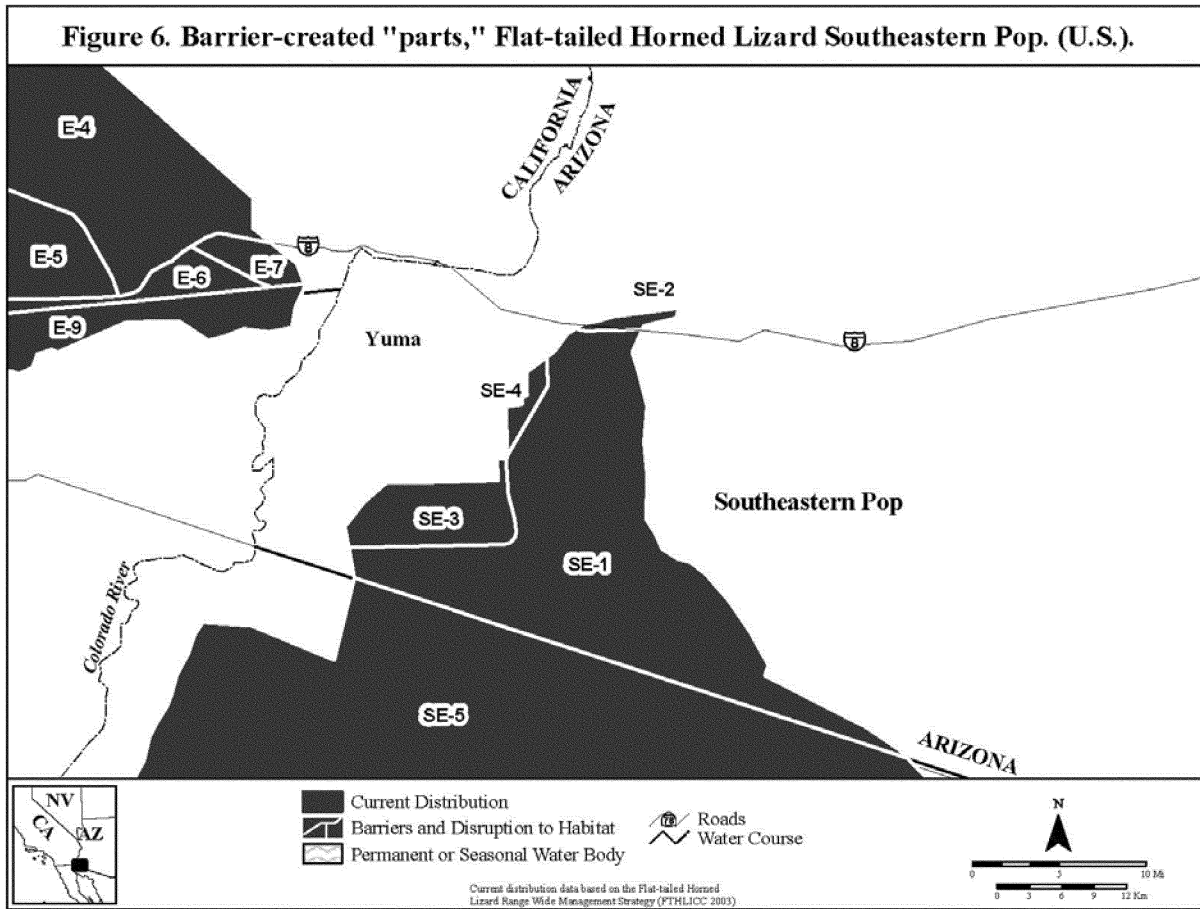 Figure 6. Barrier-created "parts," Flat-tailed Horned Lizard Southeastern Pop. (U.S.).
CALIFORNIA
ARIZONA
E-4
E-5
8
E-7
E-6
SE-2
E-9
Yuma
8
SE-4
Southeastern Pop
SE-3
SE-1
Colorado River
SE-5
ARIZONA
NV
CA
AZ
Current Distribution
Barriers and Disruption to Habitat
Permanent or Seasonal Water Body
Roads
Water Course
Current distribution data based on the Flat-tailed Horned
Lizard Range Wide Management Strategy (FTHLICC 2003)
N
0 5 10 Mi
0 3 6 9 12 Km